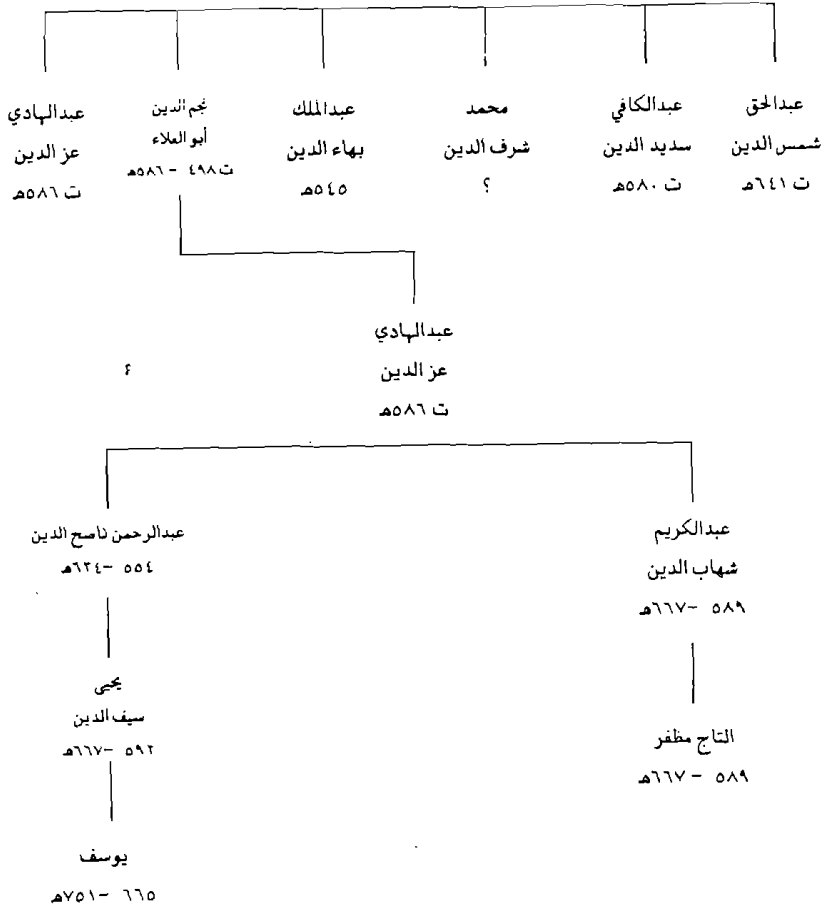 عبدالحق
شمس الدين
ت ٦٤١هـ
عبدالكافي
سديد الدين
ت ٥٨٠هـ
محمد
شرف الدين
؟
عبدالملك
بهاء الدين
٥٤٥هـ
نجم الدين
أبو العلاء
ت ٤٩٨ - ٥٨٦هـ
عبدالهادي
عز الدين
ت ٥٨٦هـ
عبدالهادي
عز الدين
ت ٥٨٦هـ
٤
عبدالكريم
شهاب الدين
٥٨٩ - ٦٦٧هـ
التاج مظفر
٥٨٩ - ٦٦٧هـ
عبدالرحمن ناصح الدين
٥٥٤ - ٦٣٤هـ
يحيى
سيف الدين
٥٩٢ - ٦٦٧هـ
يوسف
٦٦٥ - ٧٥١هـ